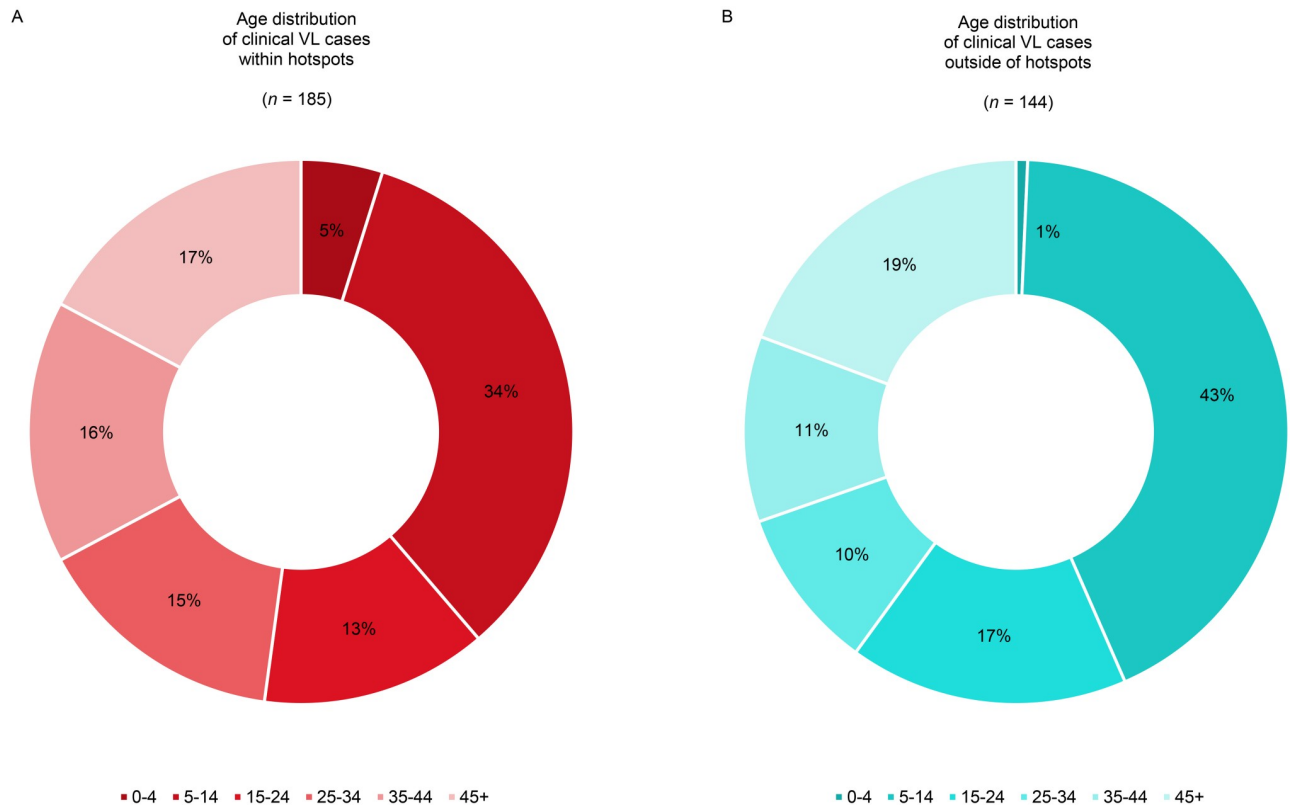 A
Age distribution
of clinical VL cases
within hotspots
(n = 185)
5%
34%
13%
15%
16%
17%
0-4 5-14 15-24 25-34 35-44 45+
B
Age distribution
of clinical VL cases
outside of hotspots
(n = 144)
1%
43%
17%
10%
11%
19%
0-4 5-14 15-24 25-34 35-44 45+